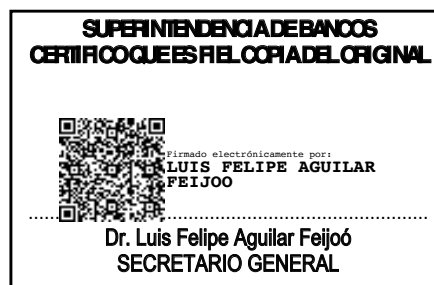 SUPERINTENDENCIA DE BANCOS
CERTIFICO QUE ES FIEL COPIA DEL ORIGINAL
Firmado electrónicamente por:
LUIS FELIPE AGUILAR
FEIJOO
Dr. Luis Felipe Aguilar Feijoó
SECRETARIO GENERAL